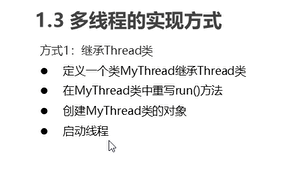 1.3 多线程的实现方式
方式1：继承Thread类
● 定义一个类MyThread继承Thread类
● 在MyThread类中重写run()方法
● 创建MyThread类的对象
● 启动线程